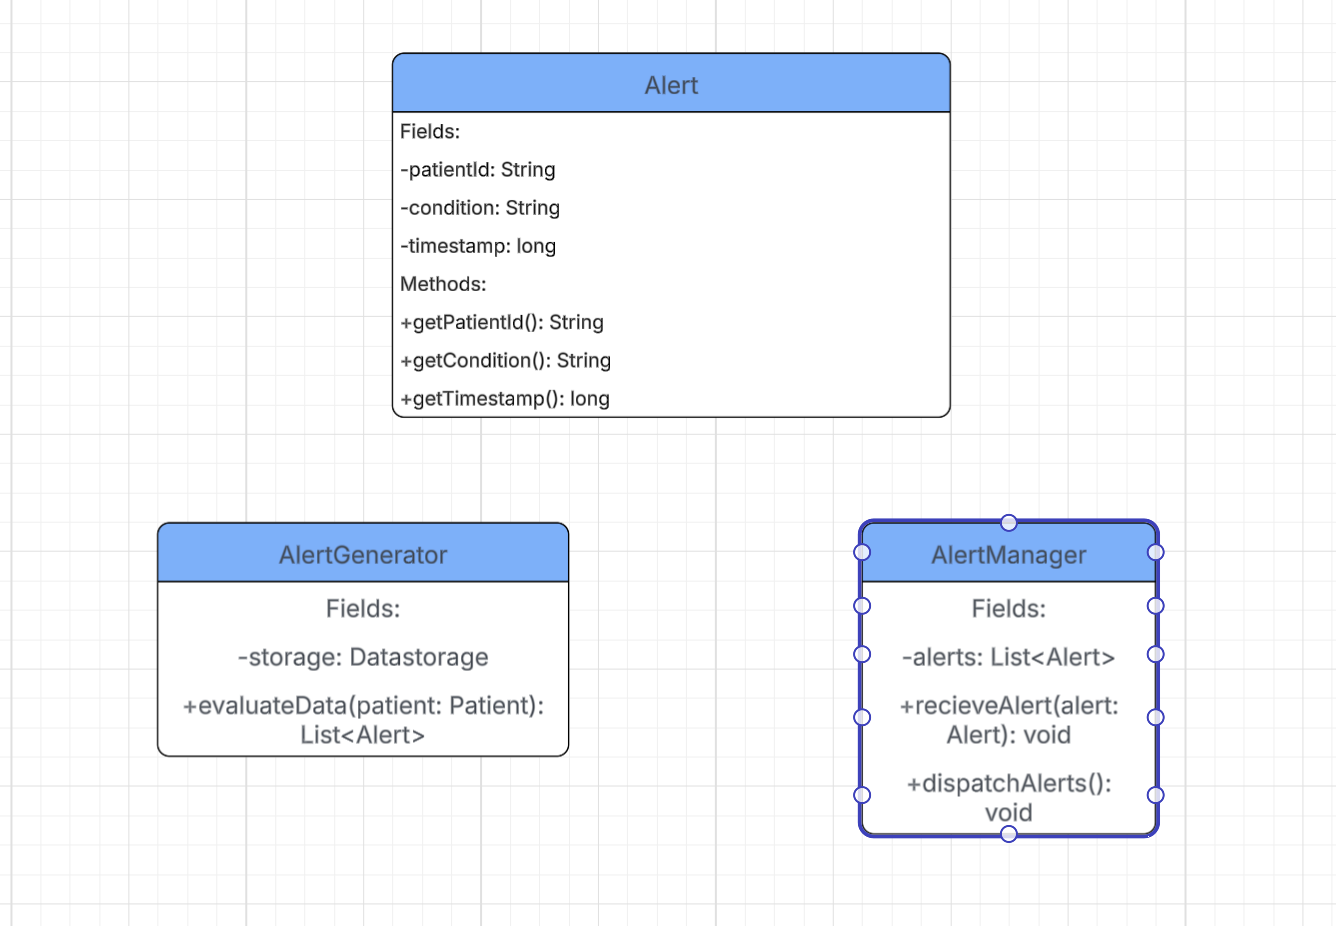 Alert
Fields:
-patientId: String
-condition: String
-timestamp: long
Methods:
+getPatientId(): String
+getCondition(): String
+getTimestamp(): long
AlertGenerator
Fields:
-storage: Datastorage
+evaluateData(patient: Patient):
List<Alert>
AlertManager
Fields:
-alerts: List<Alert>
+recieveAlert(alert:
Alert): void
+dispatchAlerts():
void